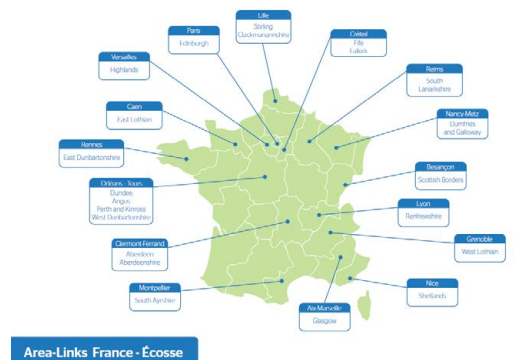 Lille
Stirling
Clackmannanshire
Paris
Edinburgh
Créteil
Fife
Falkirk
Versailles
Highlands
Reims
South
Lanarkshire
Caen
East Lothian
Nancy-Metz
Dumfries
and Galloway
Rennes
East Dunbartonshire
Besançon
Scottish Borders
Orléans - Tours
Dundee
Angus
Perth and Kinross
West Dunbartonshire
Lyon
Renfrewshire
Clermont-Ferrand
Aberdeen
Aberdeenshire
Grenoble
West Lothian
Montpellier
South Ayrshire
Nice
Shetlands
Aix-Marseille
Glasgow
Area-Links France - Écosse